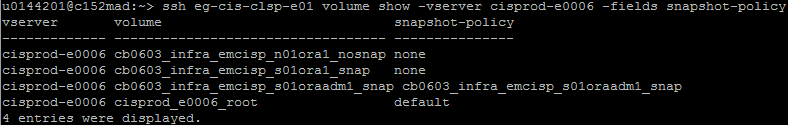 u0144201@c152mad:~> ssh eg-cis-clsp-e01 volume show -vserver cisprod-e0006 -fields snapshot-policy
vserver       volume                            snapshot-policy
------------- --------------------------------- ---------------
cisprod-e0006 cb0603_infra_emcisp_n01ora1_nosnap none
cisprod-e0006 cb0603_infra_emcisp_s01ora1_snap  none
cisprod-e0006 cb0603_infra_emcisp_s01oraadm1_snap cb0603_infra_emcisp_s01oraadm1_snap
cisprod-e0006 cisprod_e0006_root                default
4 entries were displayed.